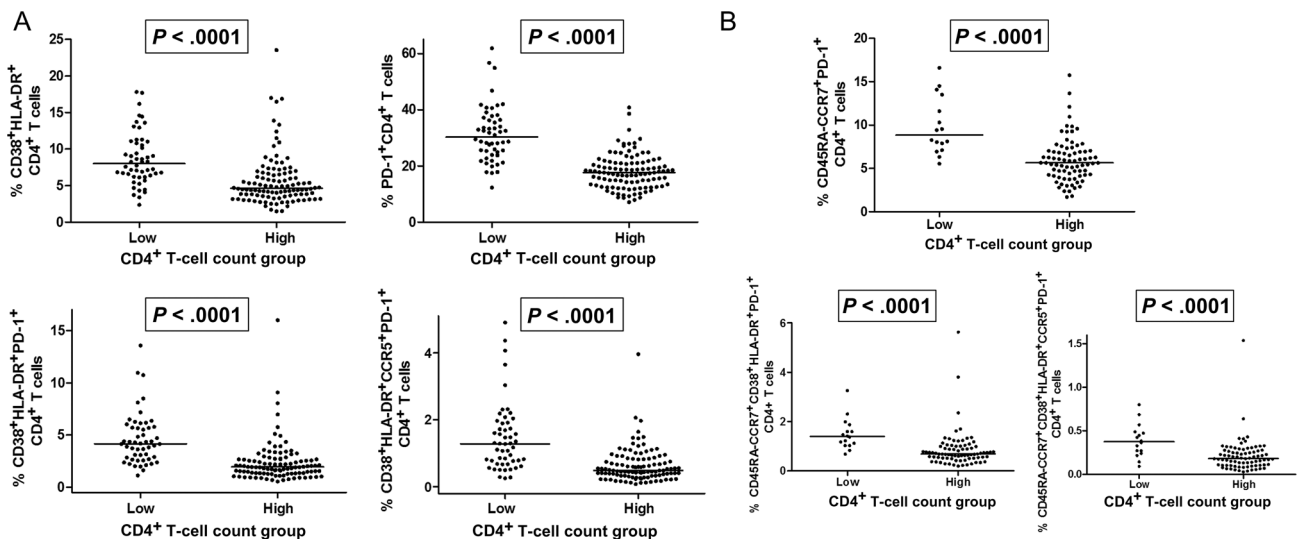 A
P < .0001
% CD38+HLA-DR+
CD4+ T cells
25
20
15
10
5
0
Low
High
CD4+ T-cell count group
P < .0001
% PD-1+CD4+ T cells
60
40
20
0
Low
High
CD4+ T-cell count group
P < .0001
% CD38+HLA-DR+PD-1+
CD4+ T cells
15
10
5
0
Low
High
CD4+ T-cell count group
P < .0001
% CD38+HLA-DR+CCR5+PD-1+
CD4+ T cells
4
2
0
Low
High
CD4+ T-cell count group
B
P < .0001
% CD45RA-CCR7+PD-1+
CD4+ T cells
20
15
10
5
0
Low
High
CD4+ T-cell count group
P < .0001
% CD45RA-CCR7+CD38+HLA-DR+PD-1+
CD4+ T cells
6
4
2
0
Low
High
CD4+ T-cell count group
P < .0001
% CD45RA-CCR7+CD38+HLA-DR+CCR5+PD-1+
CD4+ T cells
1.5
1.0
0.5
0.0
Low
High
CD4+ T-cell count group